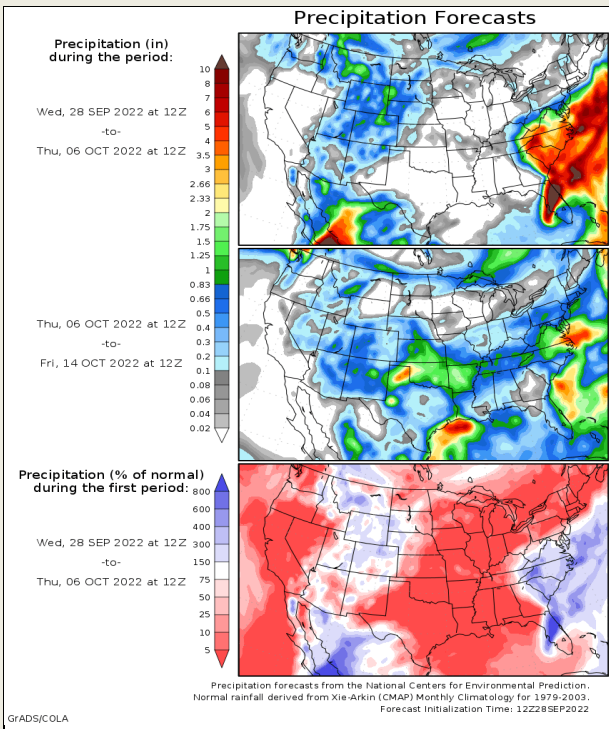 Precipitation Forecasts
Precipitation (in)
during the period:
Wed, 28 SEP 2022 at 12Z
-to-
Thu, 06 OCT 2022 at 12Z
10
8
7
6
5
4
3.5
3
2.66
2.33
2
1.75
1.5
1.25
1
0.83
0.66
0.5
0.4
0.3
0.2
0.1
0.08
0.06
0.04
0.02
Thu, 06 OCT 2022 at 12Z
-to-
Fri, 14 OCT 2022 at 12Z
Precipitation (% of normal)
during the first period:
Wed, 28 SEP 2022 at 12Z
-to-
Thu, 06 OCT 2022 at 12Z
800
600
400
300
150
75
50
25
10
5
Precipitation forecasts from the National Centers for Environmental Prediction.
Normal rainfall derived from Xie-Arkin (CMAP) Monthly Climatology for 1979-2003.
Forecast Initialization Time: 12Z28SEP2022
GrADS/COLA